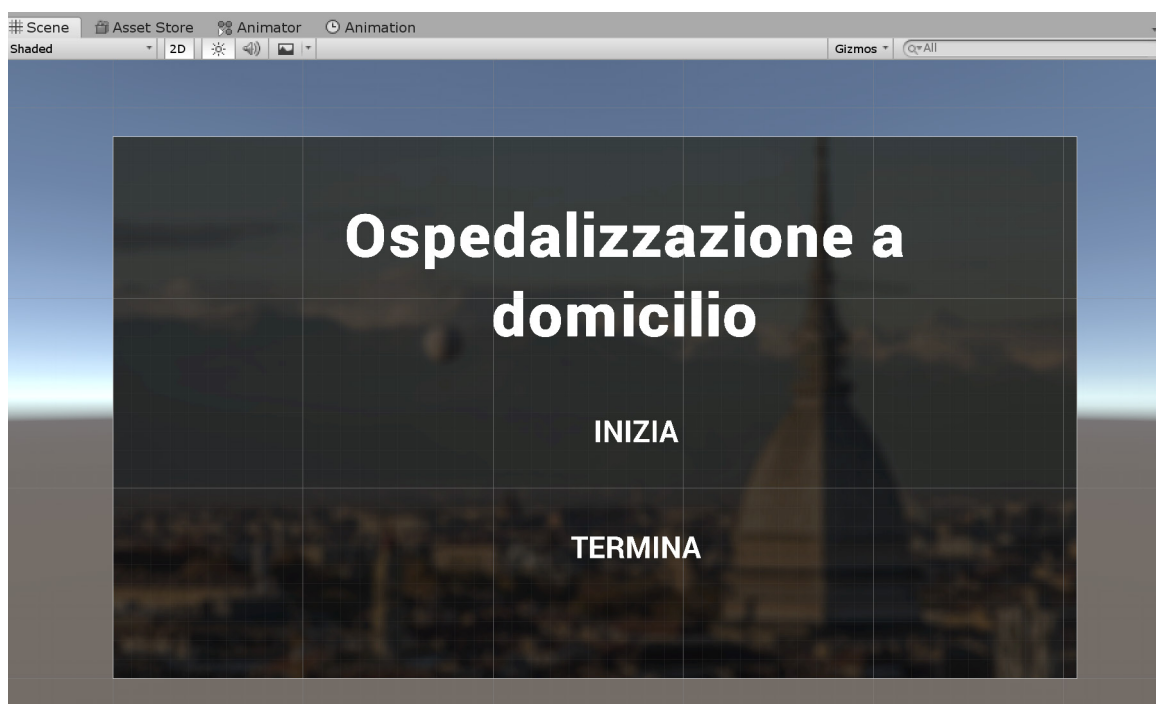 Scene Asset Store Animator Animation
Shaded 2D Gizmos All
Ospedalizzazione a
domicilio
INIZIA
TERMINA